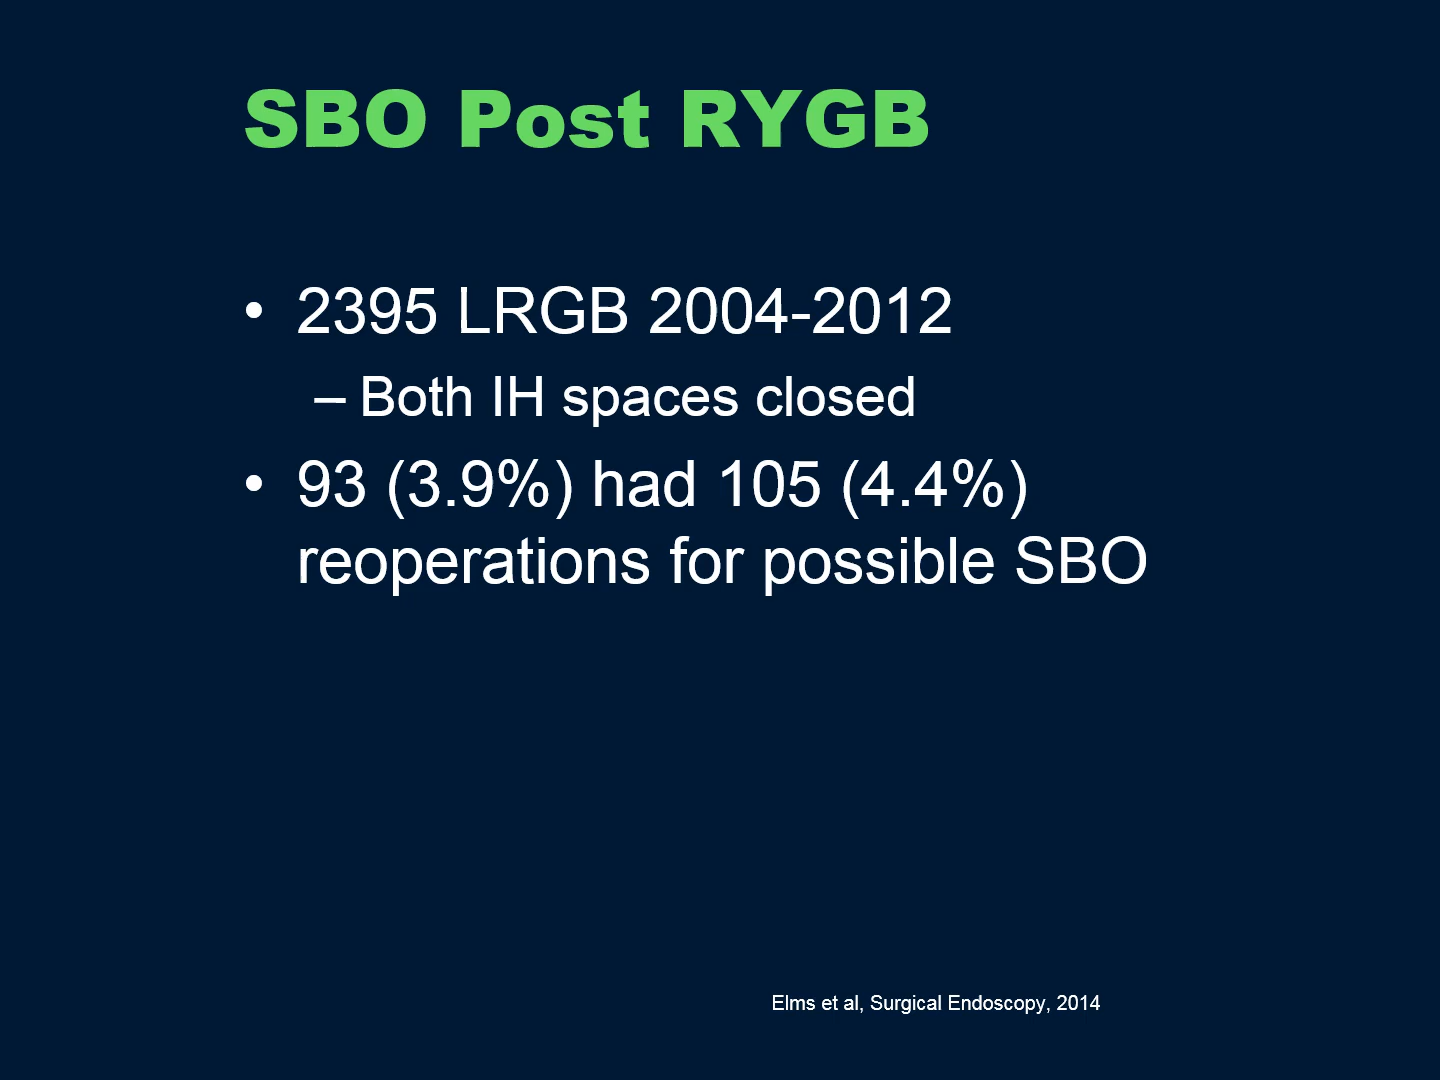 SBO Post RYGB
• 2395 LRGB 2004-2012
– Both IH spaces closed
• 93 (3.9%) had 105 (4.4%)
reoperations for possible SBO
Elms et al, Surgical Endoscopy, 2014